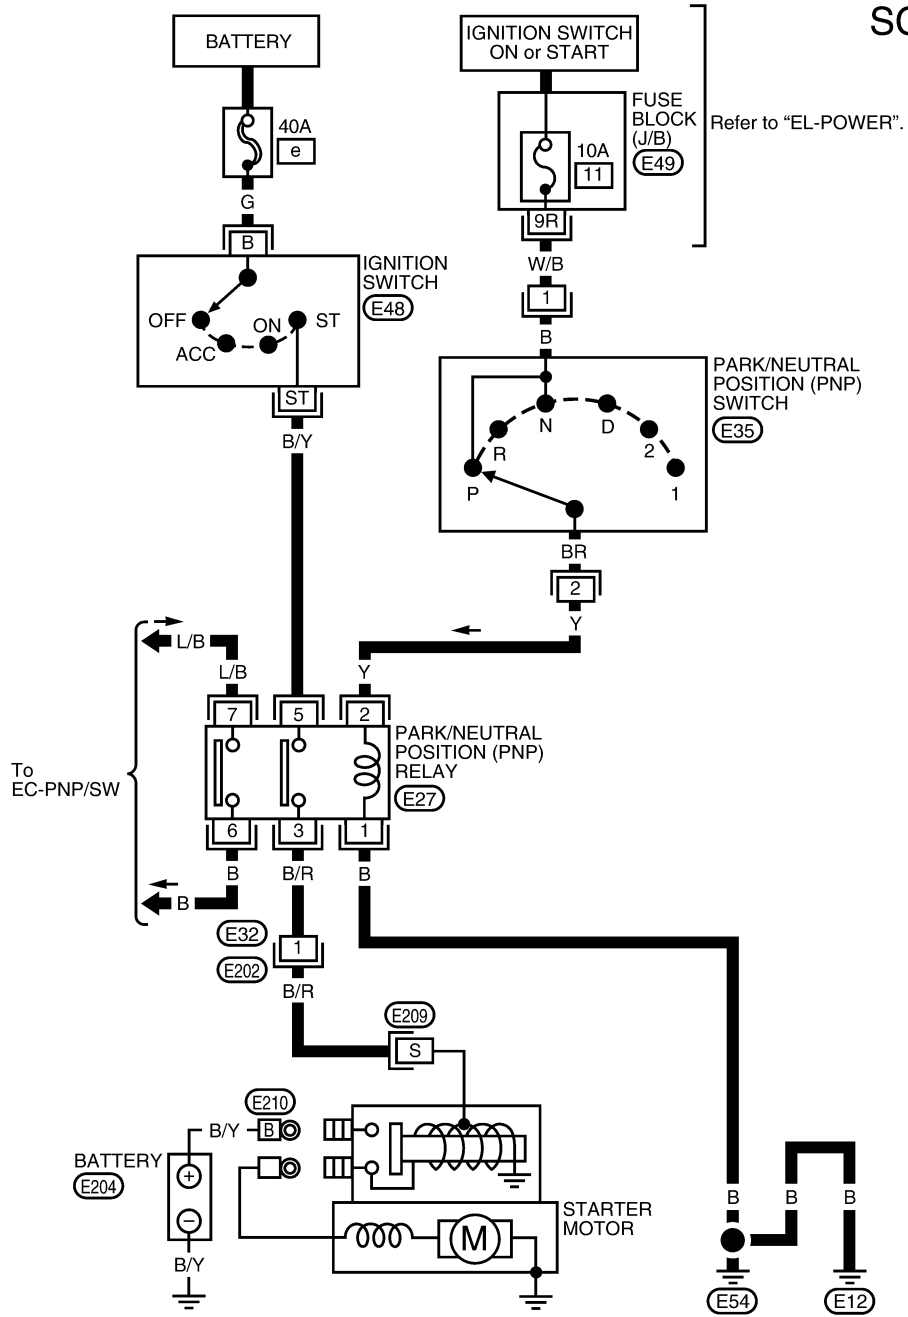 SC
BATTERY
IGNITION SWITCH
ON or START
FUSE
BLOCK
(J/B)
E49
Refer to “EL-POWER”.
40A
e
10A
11
G
9R
B
W/B
IGNITION
SWITCH
E48
1
OFF
ACC
ON
ST
B
PARK/NEUTRAL
POSITION (PNP)
SWITCH
E35
ST
B/Y
P
R
N
D
2
1
BR
2
Y
L/B
L/B
Y
7
5
2
PARK/NEUTRAL
POSITION (PNP)
RELAY
E27
To
EC-PNP/SW
6
3
1
B
B/R
B
B
E32
1
E202
B/R
E209
S
E210
B/Y
B
BATTERY
E204
+
−
B/Y
STARTER
MOTOR
M
B
B
B
E54
E12